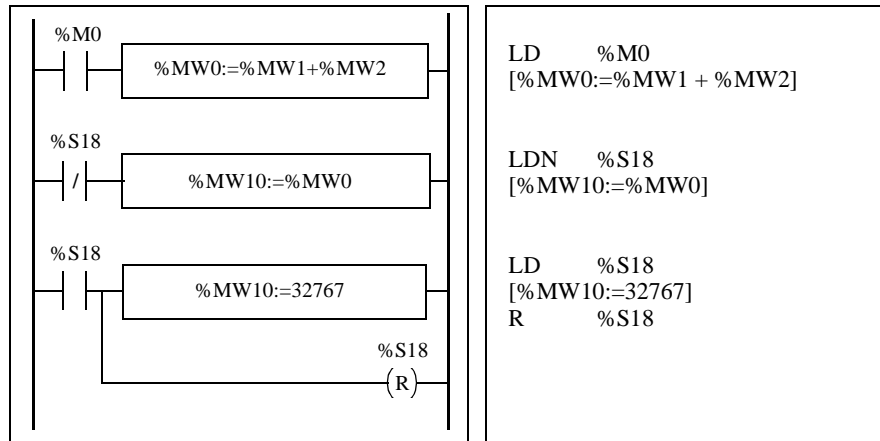 %M0
%MW0:=%MW1+%MW2
%S18
/
%MW10:=%MW0
%S18
%MW10:=32767
%S18
R
LD %M0
[%MW0:=%MW1 + %MW2]
LDN %S18
[%MW10:=%MW0]
LD %S18
[%MW10:=32767]
R %S18